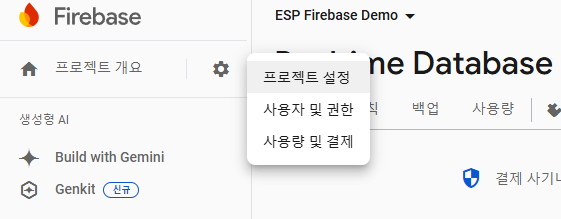 Firebase
ESP Firebase Demo
프로젝트 개요
프로젝트 설정
사용자 및 권한
사용량 및 결제
Database
백업
사용량
생성형 AI
Build with Gemini
Genkit
신규
결제